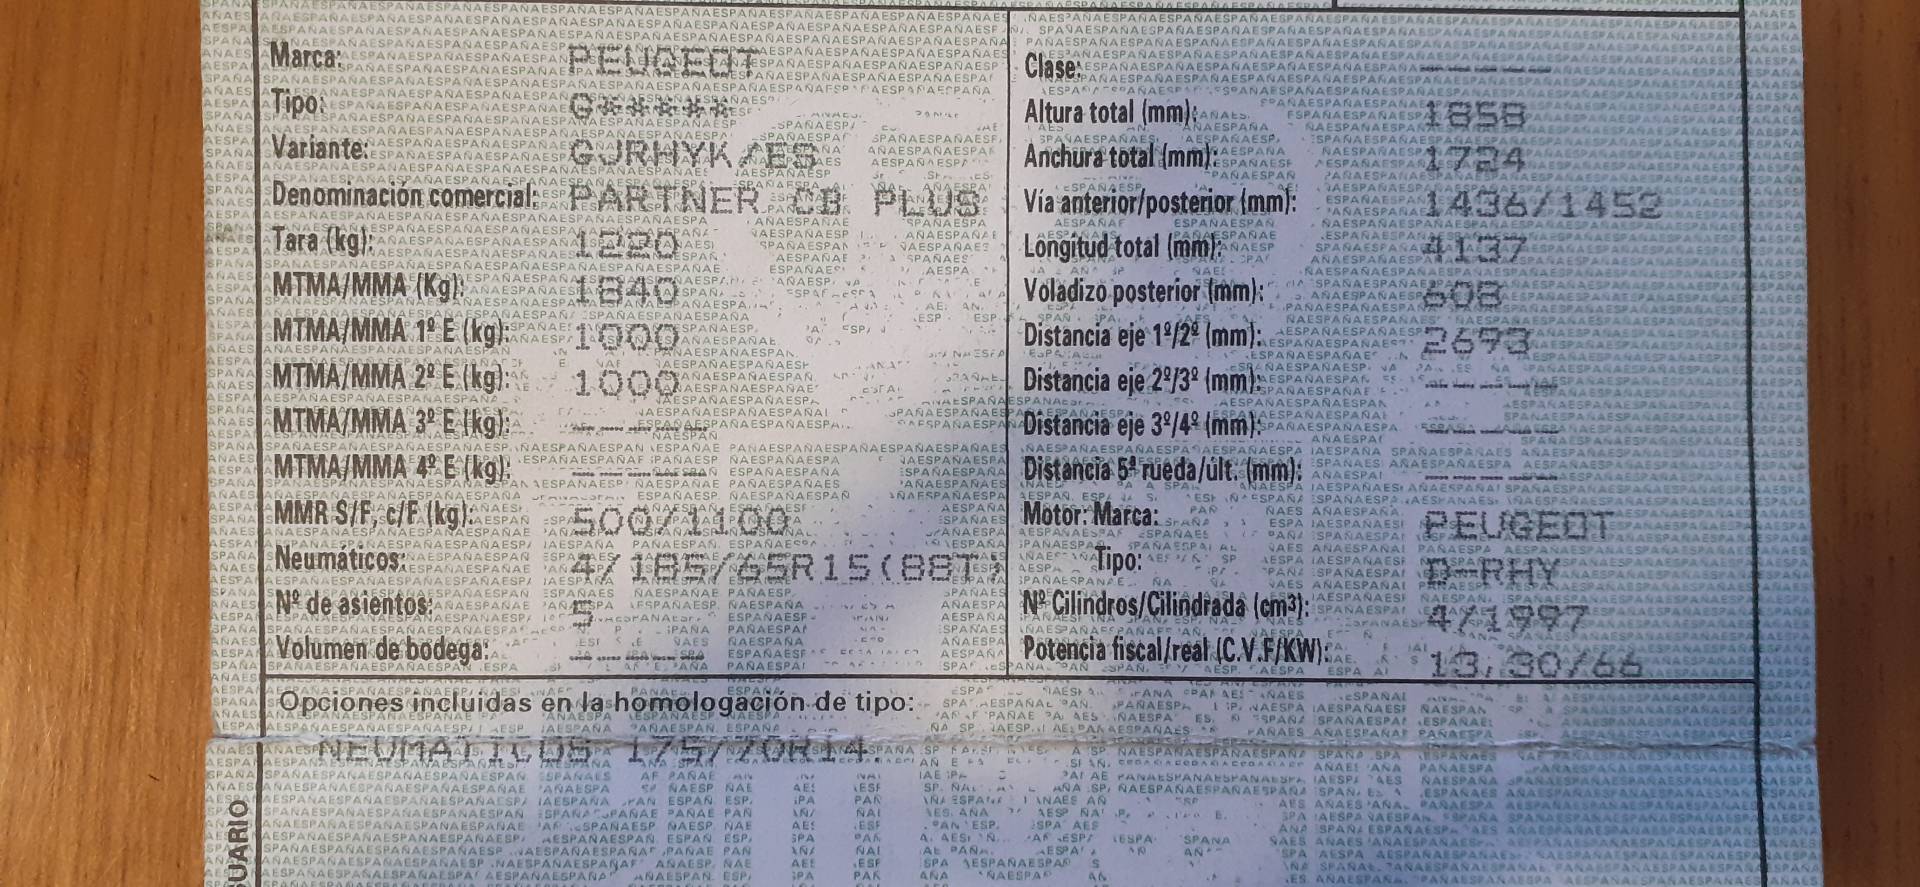 Marca: PEUGEOT
Tipo: G******
Variante: GJRHYK/ES
Denominación comercial: PARTNER CB PLUS
Tara (kg): 1220
MTMA/MMA (Kg): 1840
MTMA/MMA 1º E (kg): 1000
MTMA/MMA 2º E (kg): 1000
MTMA/MMA 3º E (kg): -----
MTMA/MMA 4º E (kg): -----
MMR S/F, c/F (kg): 500/1100
Neumáticos: 4/185/65R15(88T)
Nº de asientos: 5
Volumen de bodega: -----
Clase: -----
Altura total (mm): 1858
Anchura total (mm): 1724
Vía anterior/posterior (mm): 1436/1452
Longitud total (mm): 4137
Voladizo posterior (mm): 608
Distancia eje 1º/2º (mm): 2693
Distancia eje 2º/3º (mm): -----
Distancia eje 3º/4º (mm): -----
Distancia 5ª rueda/últ. (mm): -----
Motor: Marca: PEUGEOT
Tipo: D-RHY
Nº Cilindros/Cilindrada (cm³): 4/1997
Potencia fiscal/real (C.V.F/KW): 13,30/66
Opciones incluidas en la homologación de tipo:
NEUMATICOS 175/70R14.